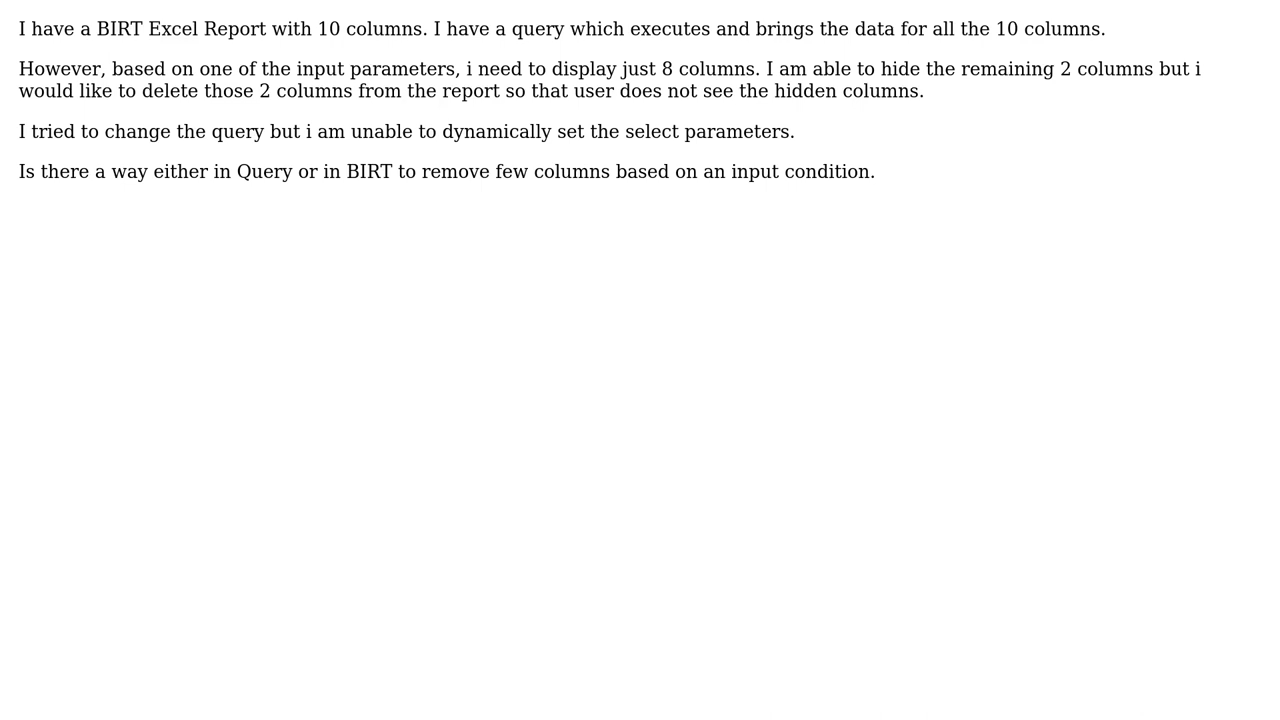 I have a BIRT Excel Report with 10 columns. I have a query which executes and brings the data for all the 10 columns.
However, based on one of the input parameters, i need to display just 8 columns. I am able to hide the remaining 2 columns but i
would like to delete those 2 columns from the report so that user does not see the hidden columns.
I tried to change the query but i am unable to dynamically set the select parameters.
Is there a way either in Query or in BIRT to remove few columns based on an input condition.